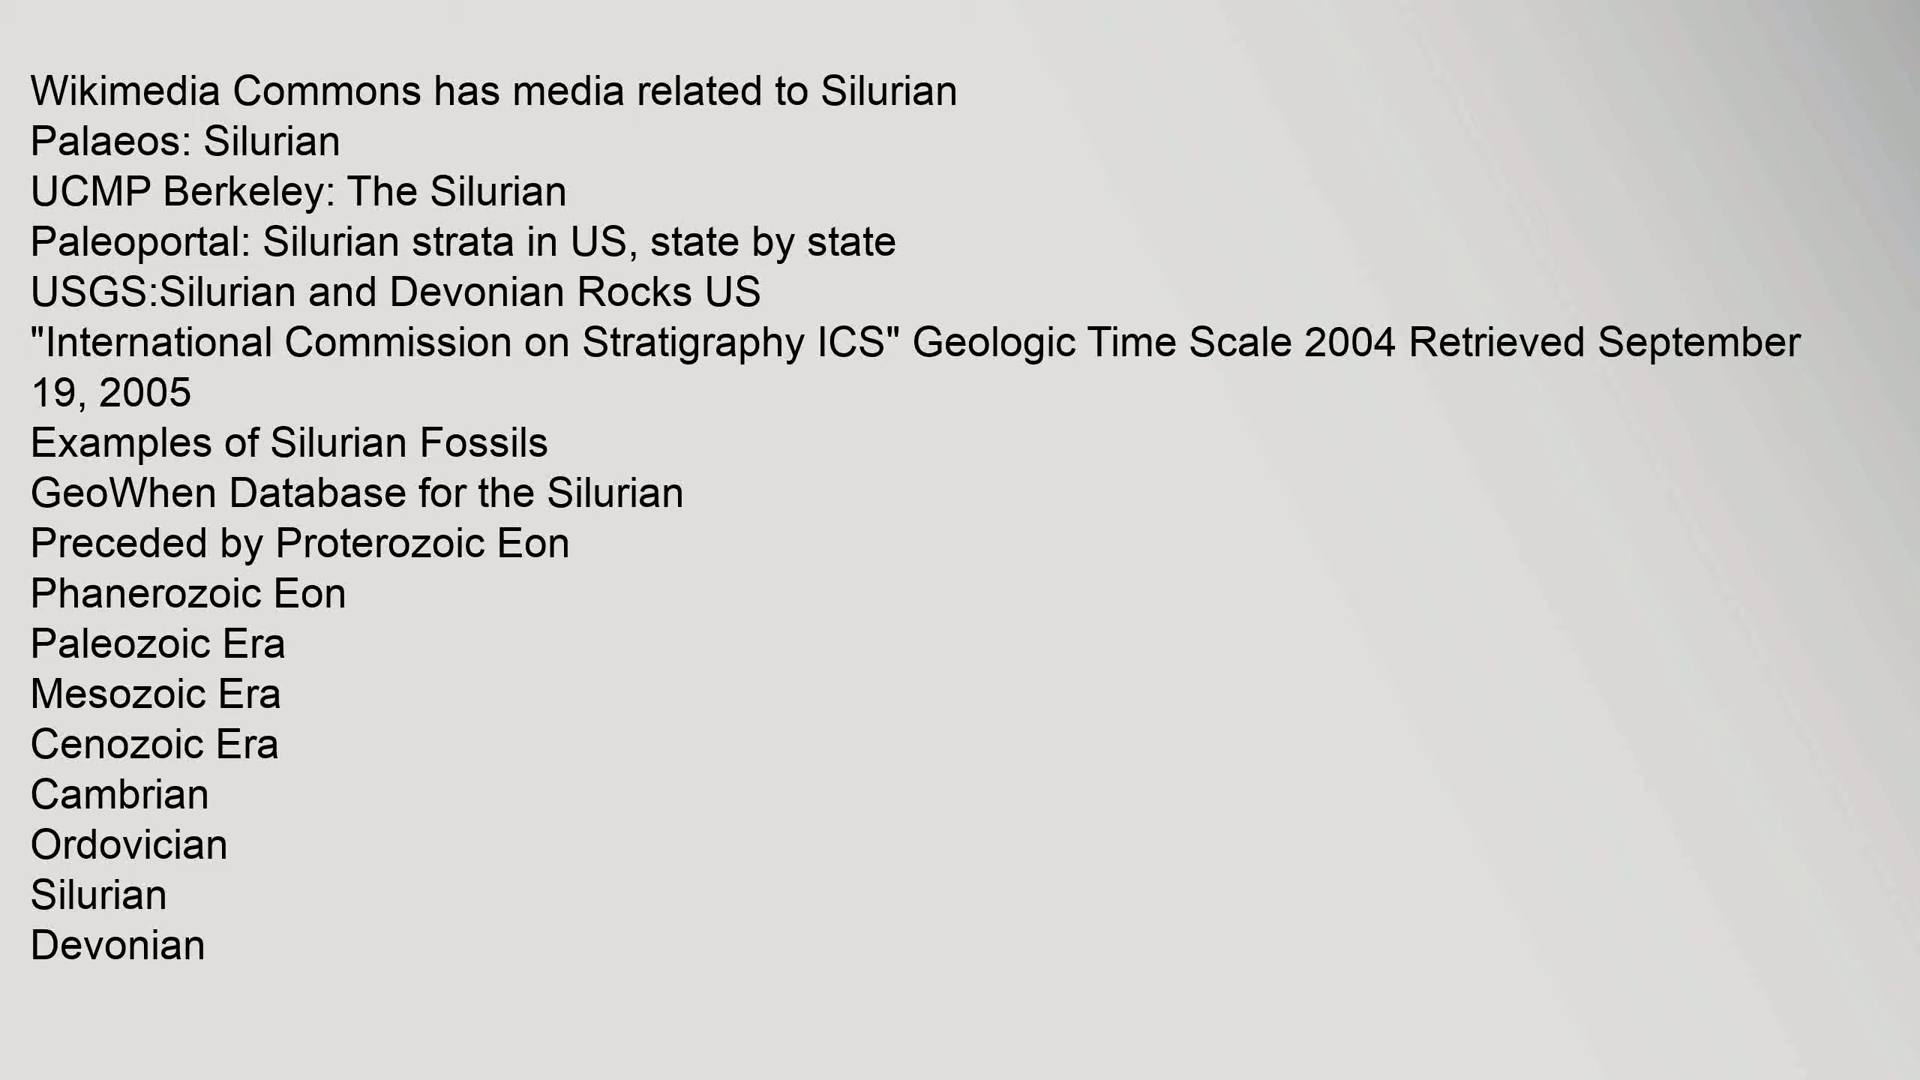 Wikimedia Commons has media related to Silurian
Palaeos: Silurian
UCMP Berkeley: The Silurian
Paleoportal: Silurian strata in US, state by state
USGS:Silurian and Devonian Rocks US
"International Commission on Stratigraphy ICS" Geologic Time Scale 2004 Retrieved September
19, 2005
Examples of Silurian Fossils
GeoWhen Database for the Silurian
Preceded by Proterozoic Eon
Phanerozoic Eon
Paleozoic Era
Mesozoic Era
Cenozoic Era
Cambrian
Ordovician
Silurian
Devonian